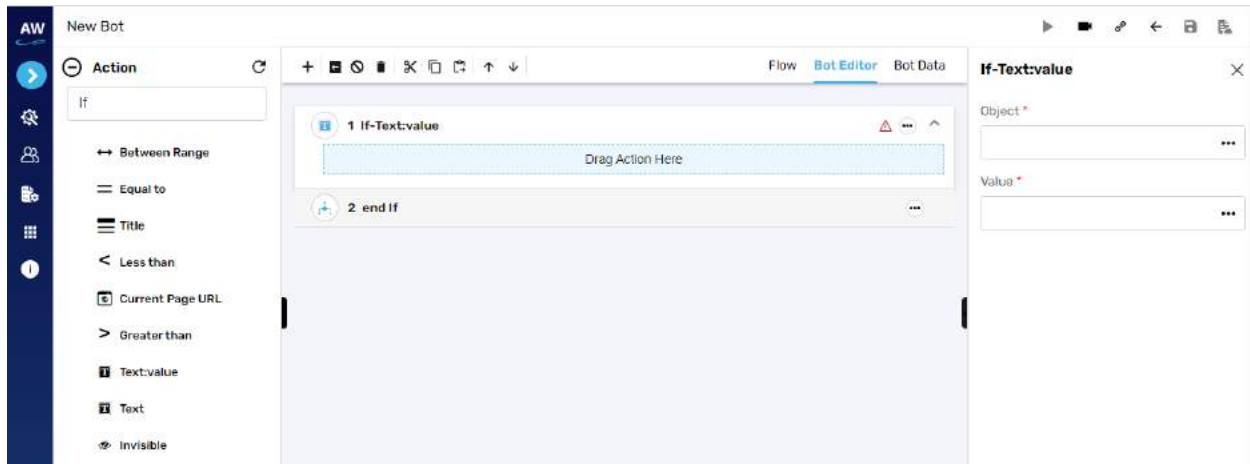 AW
New Bot
Action
If
Between Range
Equal to
Title
Less than
Current Page URL
Greater than
Text:value
Text
Invisible
Flow
Bot Editor
Bot Data
1 If-Text:value
Drag Action Here
2 end If
If-Text:value
Object *
Value *